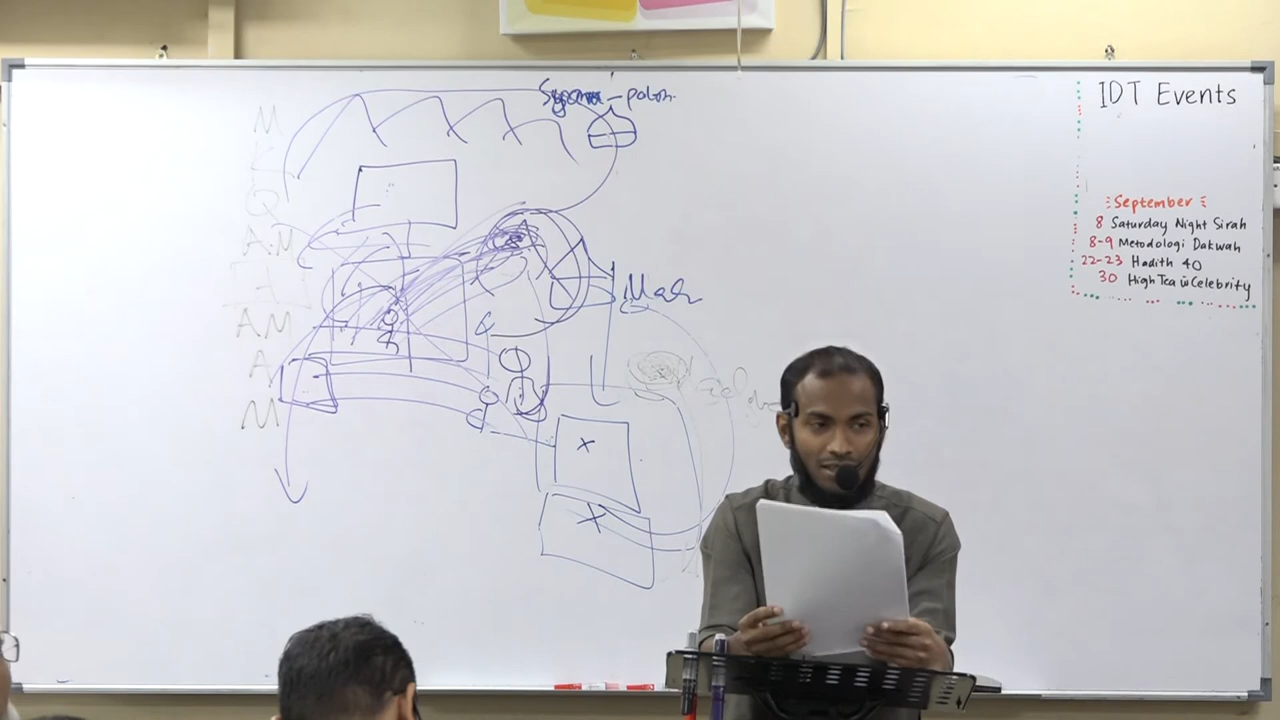 M
K
Q
A.M
AM
A
M
IDT Events
September
8 Saturday Night Sirah
8-9 Metodologi Dakwah
22-23 Hadith 40
30 High Tea w Celebrity